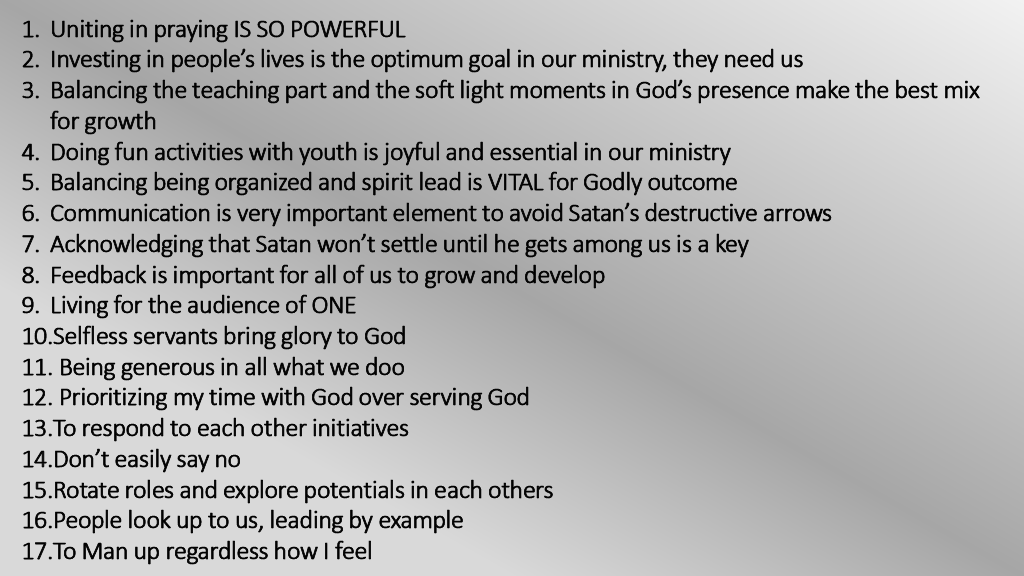 1. Uniting in praying IS SO POWERFUL
2. Investing in people’s lives is the optimum goal in our ministry, they need us
3. Balancing the teaching part and the soft light moments in God’s presence make the best mix
for growth
4. Doing fun activities with youth is joyful and essential in our ministry
5. Balancing being organized and spirit lead is VITAL for Godly outcome
6. Communication is very important element to avoid Satan’s destructive arrows
7. Acknowledging that Satan won’t settle until he gets among us is a key
8. Feedback is important for all of us to grow and develop
9. Living for the audience of ONE
10.Selfless servants bring glory to God
11. Being generous in all what we doo
12. Prioritizing my time with God over serving God
13.To respond to each other initiatives
14.Don’t easily say no
15.Rotate roles and explore potentials in each others
16.People look up to us, leading by example
17.To Man up regardless how I feel